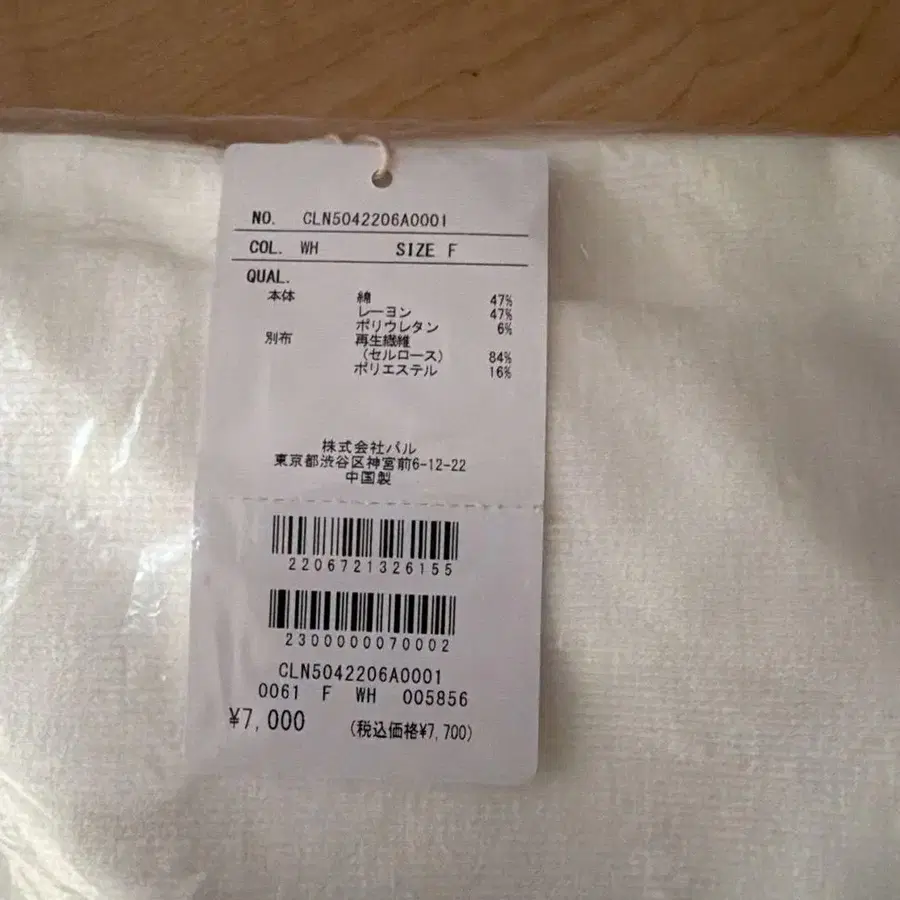 NO. CLN5042206A0001
COL. WH SIZE F
QUAL.
本体 綿 47%
レーヨン 47%
ポリウレタン 6%
別布 再生繊維
(セルロース) 84%
ポリエステル 16%
株式会社パル
東京都渋谷区神宮前6-12-22
中国製
2206721326155
2300000070002
CLN5042206A0001
0061 F WH 005856
¥7,000 (税込価格¥7,700)